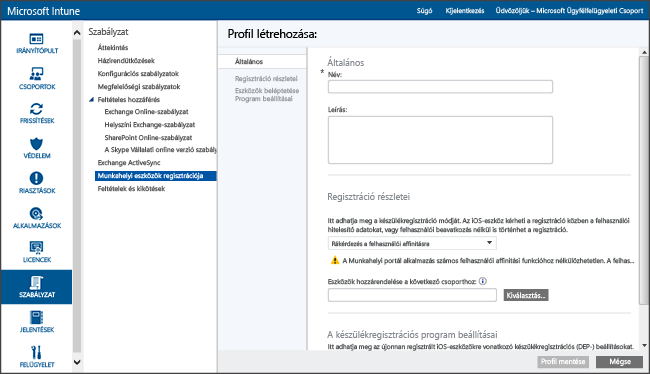 Microsoft Intune
Súgó Kijelentkezés Üdvözöljük – Microsoft Ügyfélfelügyeleti Csoport
IRÁNYÍTÓPULT
CSOPORTOK
FRISSÍTÉSEK
VÉDELEM
RIASZTÁSOK
ALKALMAZÁSOK
LICENCEK
SZABÁLYZAT
JELENTÉSEK
FELÜGYELET
Szabályzat
Áttekintés
Házirendütközések
Konfigurációs szabályzatok
Megfelelőségi szabályzatok
Feltételes hozzáférés
Exchange Online-szabályzat
Helyszíni Exchange-szabályzat
SharePoint Online-szabályzat
A Skype Vállalati online verzió szabály
Exchange ActiveSync
Munkahelyi eszközök regisztrációja
Feltételek és kikötések
Profil létrehozása:
Általános
Regisztráció részletei
Eszközök beléptetése
Program beállításai
Általános
* Név:
Leírás:
Regisztráció részletei
Itt adhatja meg a készülékregisztráció módját. Az iOS-eszköz kérheti a regisztráció közben a felhasználói
hitelesítő adatokat, vagy felhasználói beavatkozás nélkül is történhet a regisztráció.
Rákérdezés a felhasználói affinitásra
A Munkahelyi portál alkalmazás számos felhasználói affinitási funkcióhoz nélkülözhetetlen. A felhas...
Eszközök hozzárendelése a következő csoporthoz:
Kiválasztás...
A készülékregisztrációs program beállításai
Itt adhatja meg az újonnan regisztrált iOS-eszközökre vonatkozó készülékregisztrációs (DEP-) beállításokat.
Profil mentése Mégse